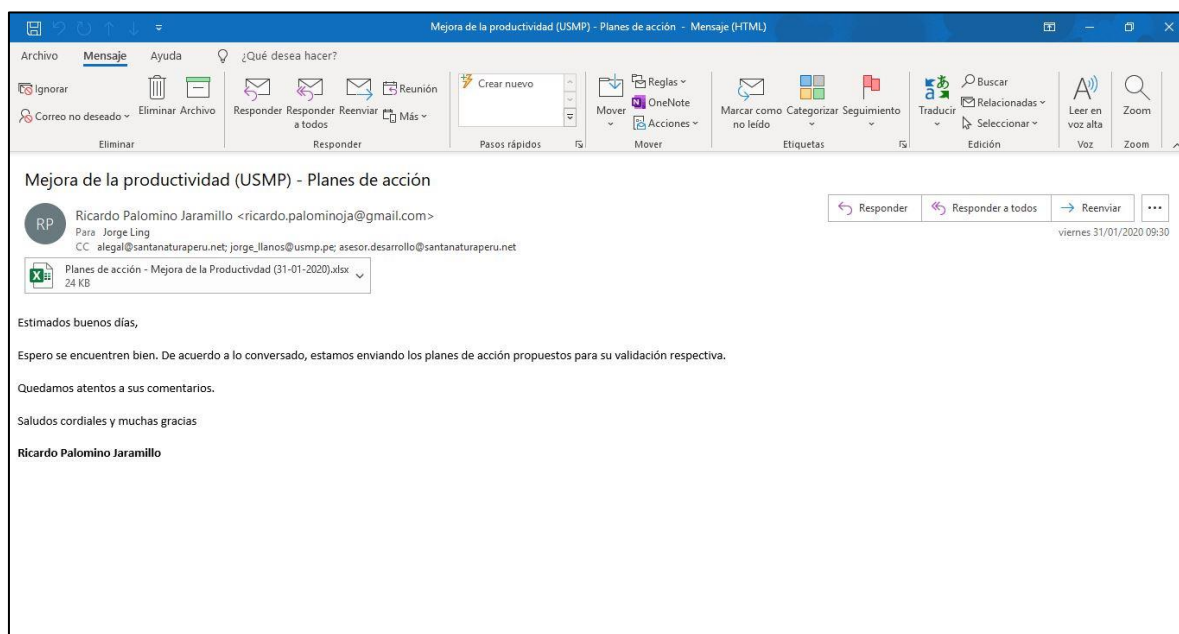 Mejora de la productividad (USMP) - Planes de acción - Mensaje (HTML)
Archivo Mensaje Ayuda ¿Qué desea hacer?
Ignorar
Correo no deseado
Eliminar
Archivo
Eliminar
Responder
Responder a todos
Reenviar
Reunión
Más
Responder
Crear nuevo
Pasos rápidos
Mover
Reglas
OneNote
Acciones
Mover
Marcar como no leído
Categorizar
Seguimiento
Etiquetas
Traducir
Buscar
Relacionadas
Seleccionar
Edición
Leer en voz alta
Voz
Zoom
Zoom
Mejora de la productividad (USMP) - Planes de acción
RP
Ricardo Palomino Jaramillo <ricardo.palominoja@gmail.com>
Para Jorge Ling
CC alegal@santanaturaperu.net; jorge_llanos@usmp.pe; asesor.desarrollo@santanaturaperu.net
Responder
Responder a todos
Reenviar
viernes 31/01/2020 09:30
Planes de acción - Mejora de la Productivdad (31-01-2020).xlsx
24 KB
Estimados buenos días,
Espero se encuentren bien. De acuerdo a lo conversado, estamos enviando los planes de acción propuestos para su validación respectiva.
Quedamos atentos a sus comentarios.
Saludos cordiales y muchas gracias
Ricardo Palomino Jaramillo